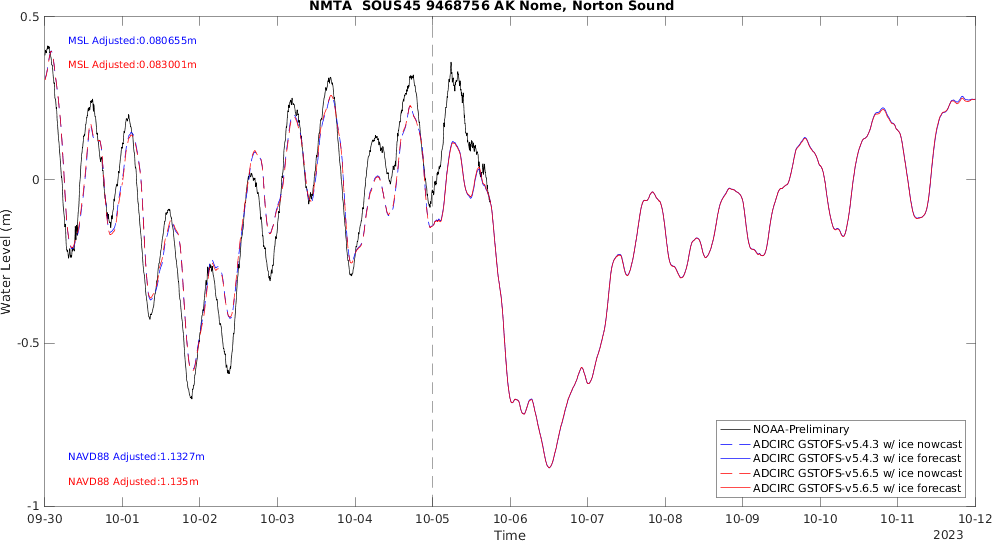 NMTA  SOUS45 9468756 AK Nome, Norton Sound
MSL Adjusted:0.080655m
MSL Adjusted:0.083001m
Water Level (m)
0.5
0
-0.5
-1
NAVD88 Adjusted:1.1327m
NAVD88 Adjusted:1.135m
NOAA-Preliminary
ADCIRC GSTOFS-v5.4.3 w/ ice nowcast
ADCIRC GSTOFS-v5.4.3 w/ ice forecast
ADCIRC GSTOFS-v5.6.5 w/ ice nowcast
ADCIRC GSTOFS-v5.6.5 w/ ice forecast
09-30 10-01 10-02 10-03 10-04 10-05 10-06 10-07 10-08 10-09 10-10 10-11 10-12
Time
2023